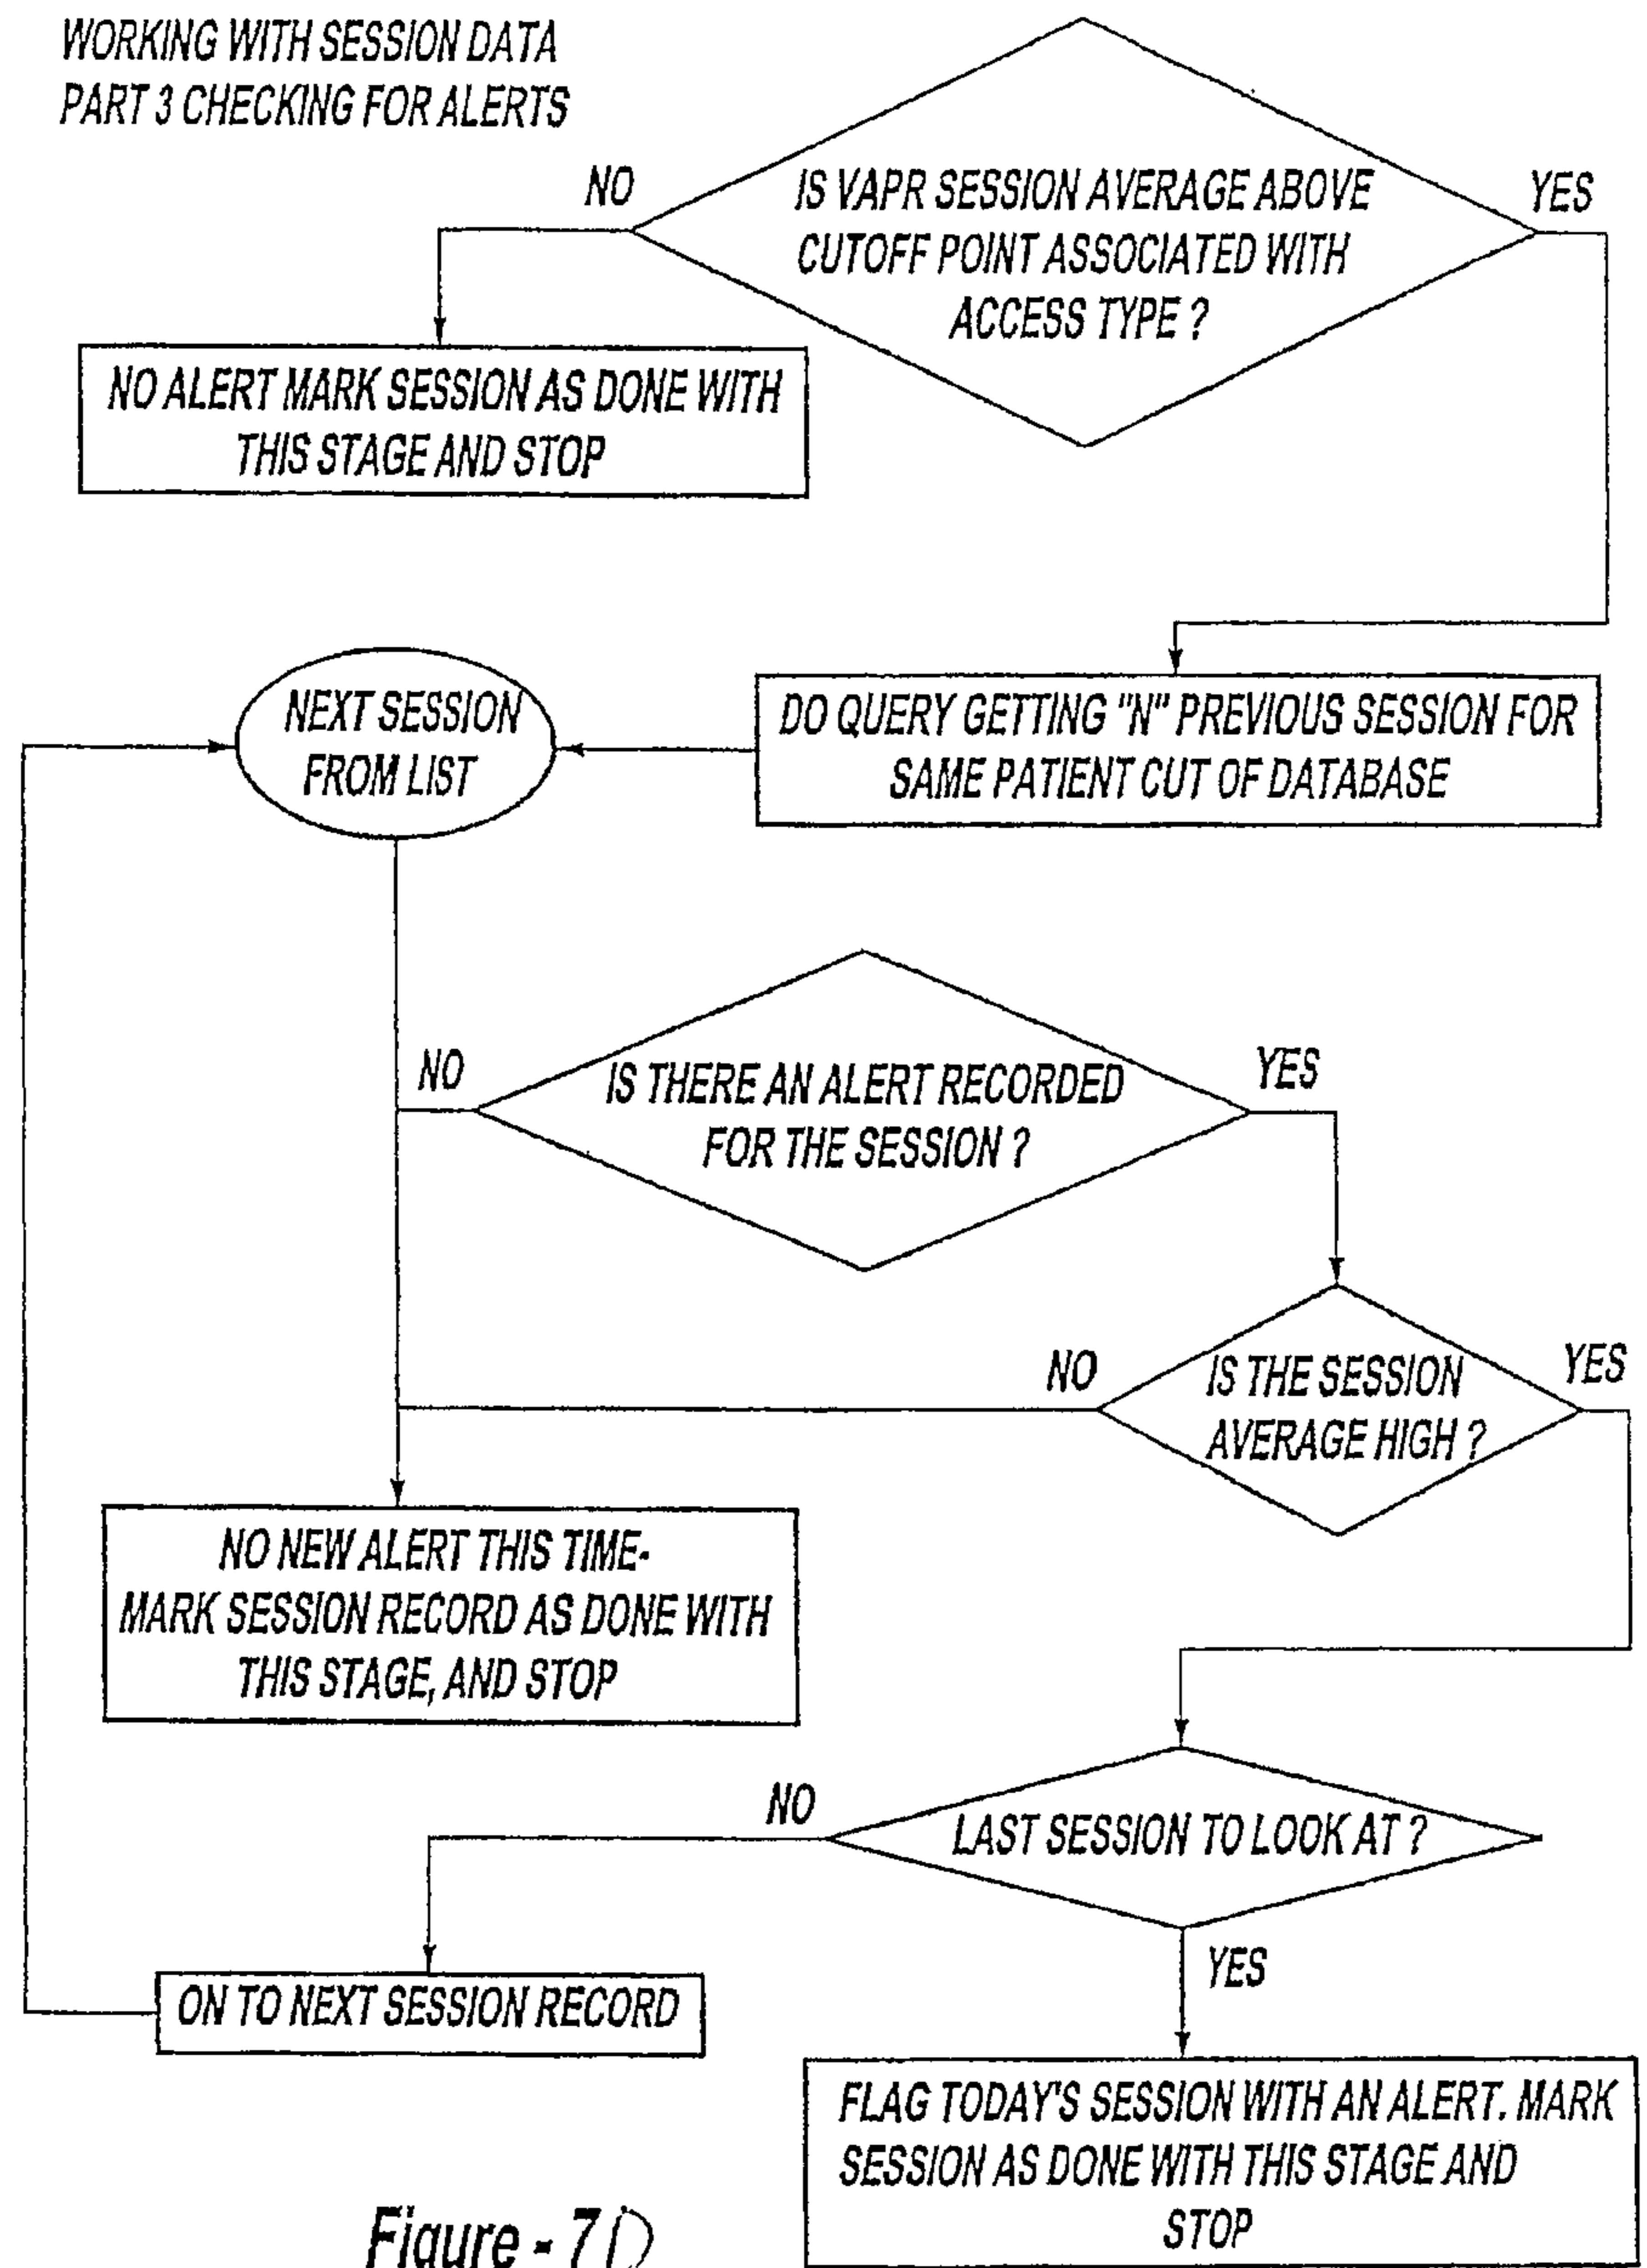 WORKING WITH SESSION DATA
PART 3 CHECKING FOR ALERTS
NO
IS VAPR SESSION AVERAGE ABOVE
CUTOFF POINT ASSOCIATED WITH
ACCESS TYPE ?
YES
NO ALERT MARK SESSION AS DONE WITH
THIS STAGE AND STOP
NEXT SESSION
FROM LIST
DO QUERY GETTING "N" PREVIOUS SESSION FOR
SAME PATIENT CUT OF DATABASE
NO
IS THERE AN ALERT RECORDED
FOR THE SESSION ?
YES
NO
IS THE SESSION
AVERAGE HIGH ?
YES
NO NEW ALERT THIS TIME-
MARK SESSION RECORD AS DONE WITH
THIS STAGE, AND STOP
NO
LAST SESSION TO LOOK AT ?
YES
ON TO NEXT SESSION RECORD
FLAG TODAY'S SESSION WITH AN ALERT. MARK
SESSION AS DONE WITH THIS STAGE AND
STOP
Figure - 7D